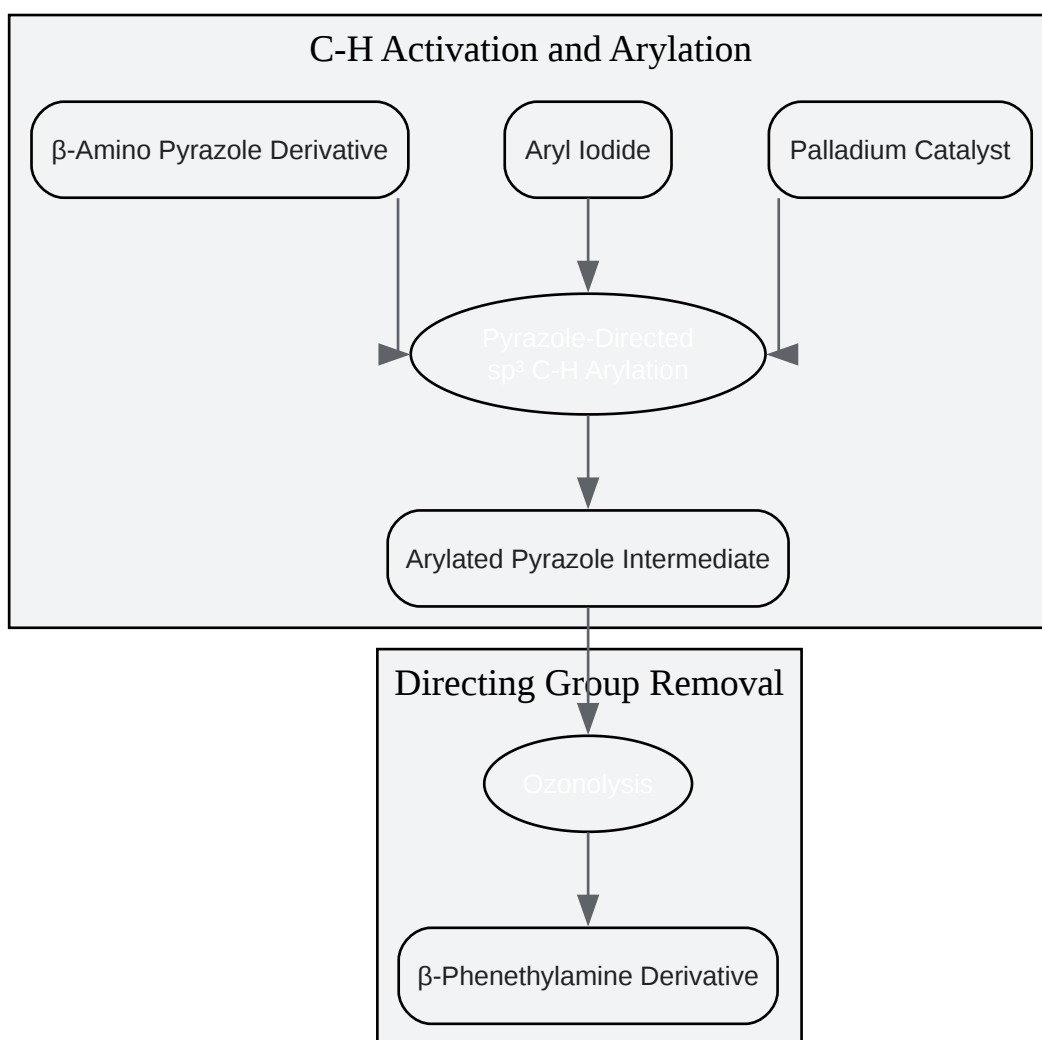 C-H Activation and Arylation
β-Amino Pyrazole Derivative
Aryl Iodide
Palladium Catalyst
Pyrazole-Directed
sp³ C-H Arylation
Arylated Pyrazole Intermediate
Directing Group Removal
Ozonolysis
β-Phenethylamine Derivative